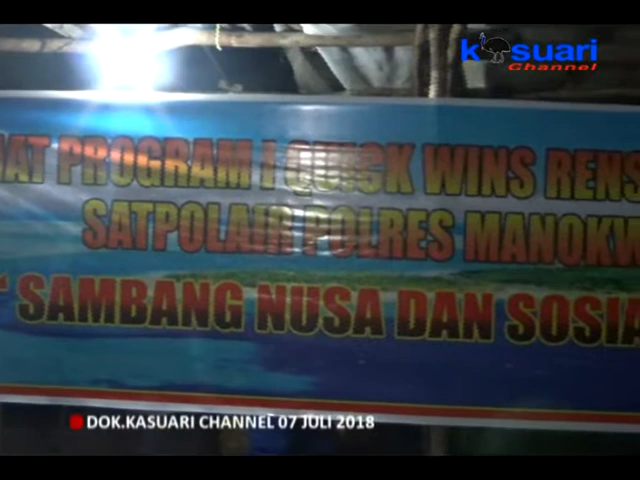 kasuari
Channel
AAT PROGRAM I QUICK WINS RENS
SATPOLAIR POLRES MANOKW
" SAMBANG NUSA DAN SOSIA
DOK.KASUARI CHANNEL 07 JULI 2018